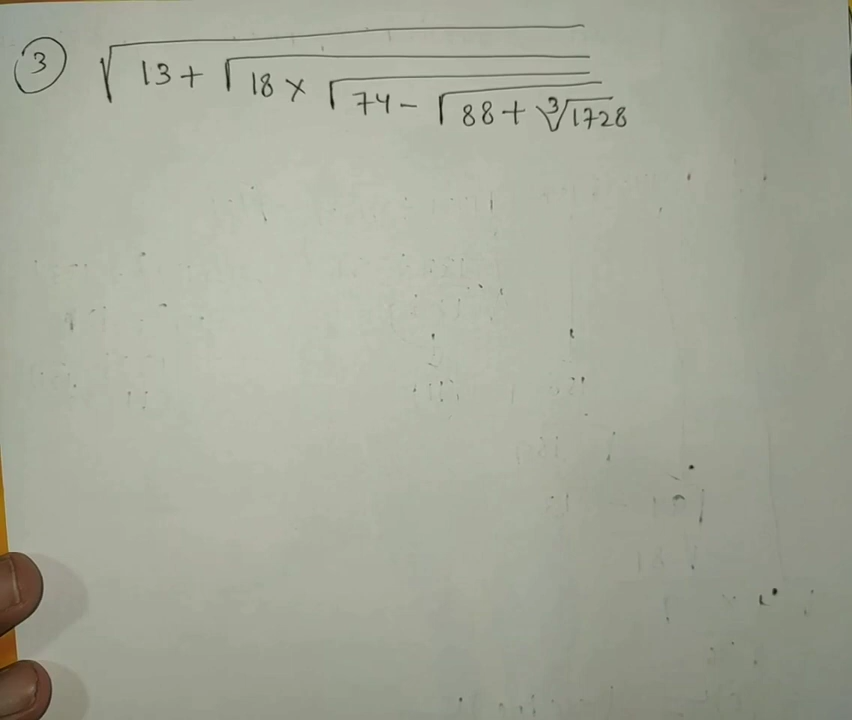 ③ √(13 + √(18 × √(74 - √(88 + ∛1728))))